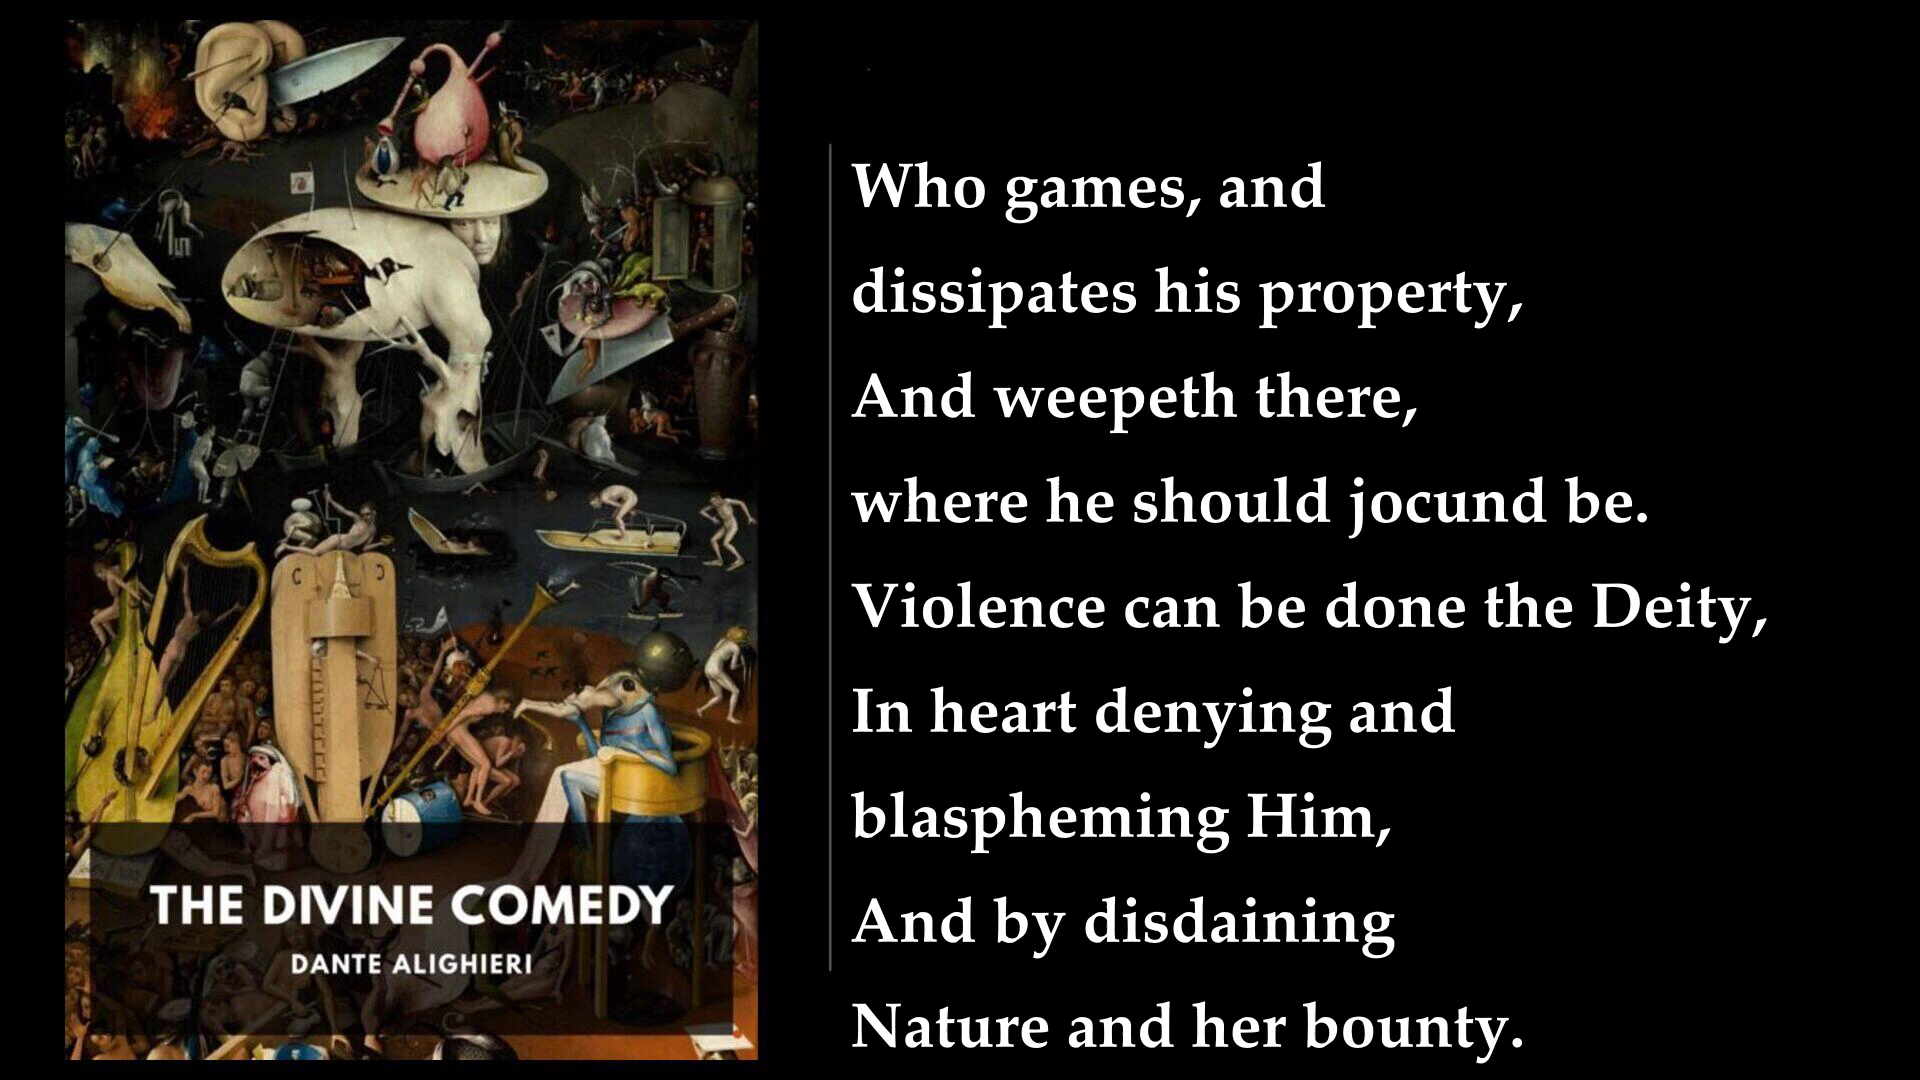 THE DIVINE COMEDY
DANTE ALIGHIERI
Who games, and
dissipates his property,
And weepeth there,
where he should jocund be.
Violence can be done the Deity,
In heart denying and
blaspheming Him,
And by disdaining
Nature and her bounty.